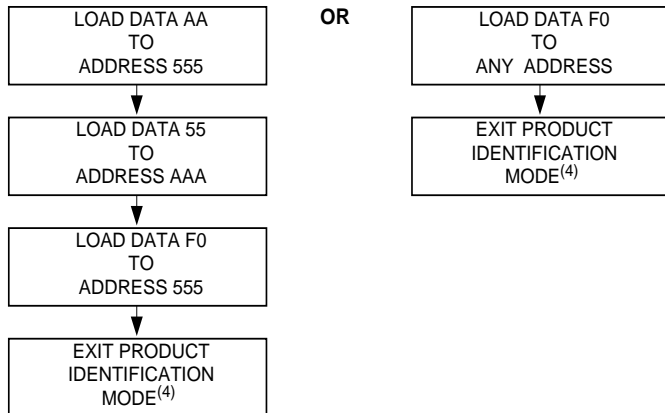 LOAD DATA AA
TO
ADDRESS 555
LOAD DATA 55
TO
ADDRESS AAA
LOAD DATA F0
TO
ADDRESS 555
EXIT PRODUCT
IDENTIFICATION
MODE(4)
OR
LOAD DATA F0
TO
ANY ADDRESS
EXIT PRODUCT
IDENTIFICATION
MODE(4)